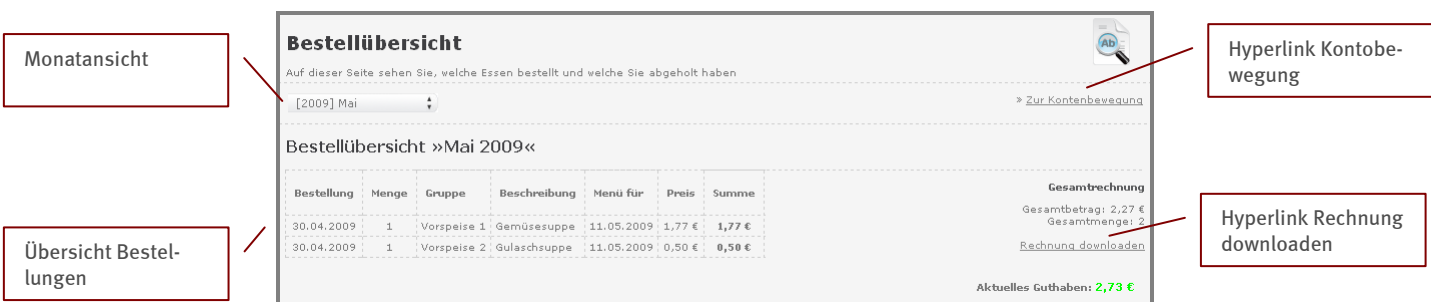 Monatansicht
Übersicht Bestel-
lungen
Bestellübersicht
Ab
Auf dieser Seite sehen Sie, welche Essen bestellt und welche Sie abgeholt haben
[2009] Mai
» Zur Kontenbewegung
Bestellübersicht »Mai 2009«
Bestellung Menge Gruppe Beschreibung Menü für Preis Summe
30.04.2009 1 Vorspeise 1 Gemüsesuppe 11.05.2009 1,77 € 1,77 €
30.04.2009 1 Vorspeise 2 Gulaschsuppe 11.05.2009 0,50 € 0,50 €
Gesamtrechnung
Gesamtbetrag: 2,27 €
Gesamtmenge: 2
Rechnung downloaden
Aktuelles Guthaben: 2,73 €
Hyperlink Kontobe-
wegung
Hyperlink Rechnung
downloaden